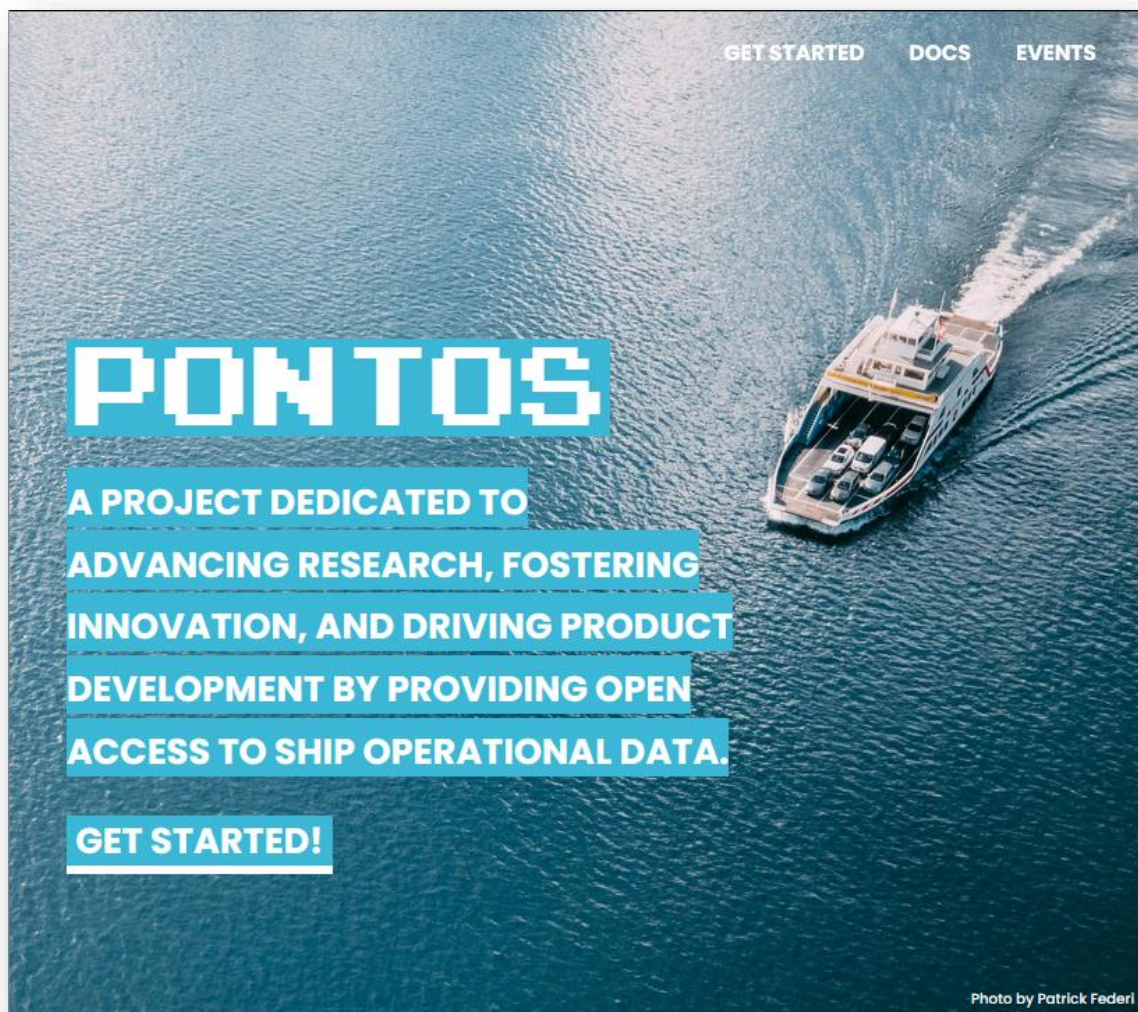 GET STARTED DOCS EVENTS
PONTOS
A PROJECT DEDICATED TO
ADVANCING RESEARCH, FOSTERING
INNOVATION, AND DRIVING PRODUCT
DEVELOPMENT BY PROVIDING OPEN
ACCESS TO SHIP OPERATIONAL DATA.
GET STARTED!
Photo by Patrick Federi